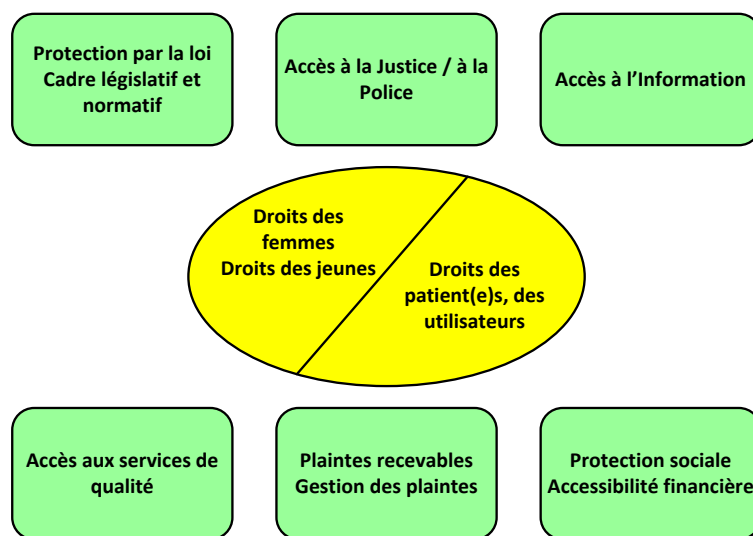 Protection par la loi
Cadre législatif et
normatif
Accès à la Justice / à la
Police
Accès à l’Information
Droits des
femmes
Droits des jeunes
Droits des
patient(e)s, des
utilisateurs
Accès aux services de
qualité
Plaintes recevables
Gestion des plaintes
Protection sociale
Accessibilité financière